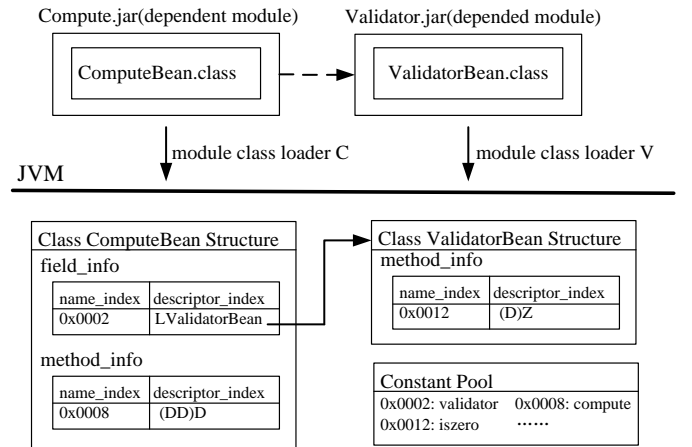 Compute.jar(dependent module) Validator.jar(depended module)
ComputeBean.class ValidatorBean.class
module class loader C module class loader V
JVM
Class ComputeBean Structure
field_info
name_index descriptor_index
0x0002 LValidatorBean
method_info
name_index descriptor_index
0x0008 (DD)D
Class ValidatorBean Structure
method_info
name_index descriptor_index
0x0012 (D)Z
Constant Pool
0x0002: validator 0x0008: compute
0x0012: iszero ……